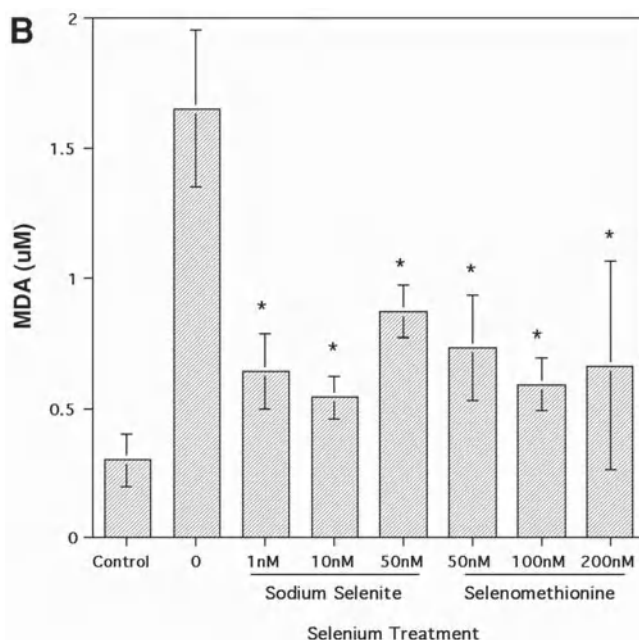 B
2
1.5
1
0.5
0
MDA (uM)
* * * * * *
Control 0 1nM 10nM 50nM 50nM 100nM 200nM
Sodium Selenite Selenomethionine
Selenium Treatment